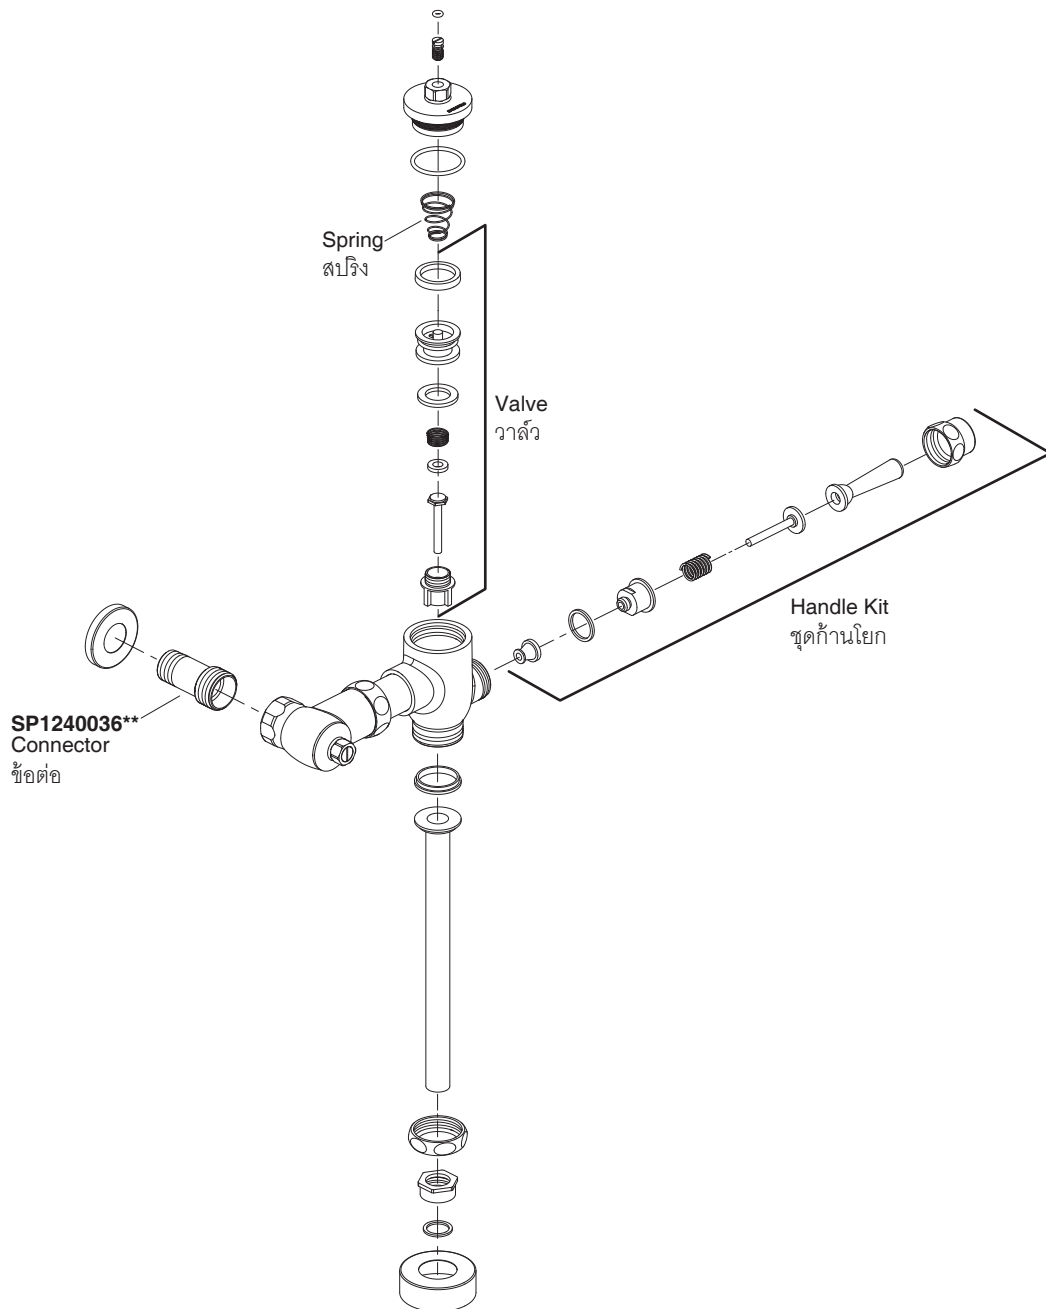 Spring
สปริง
Valve
วาล์ว
Handle Kit
ชุดก้านโยก
SP1240036**
Connector
ข้อต่อ